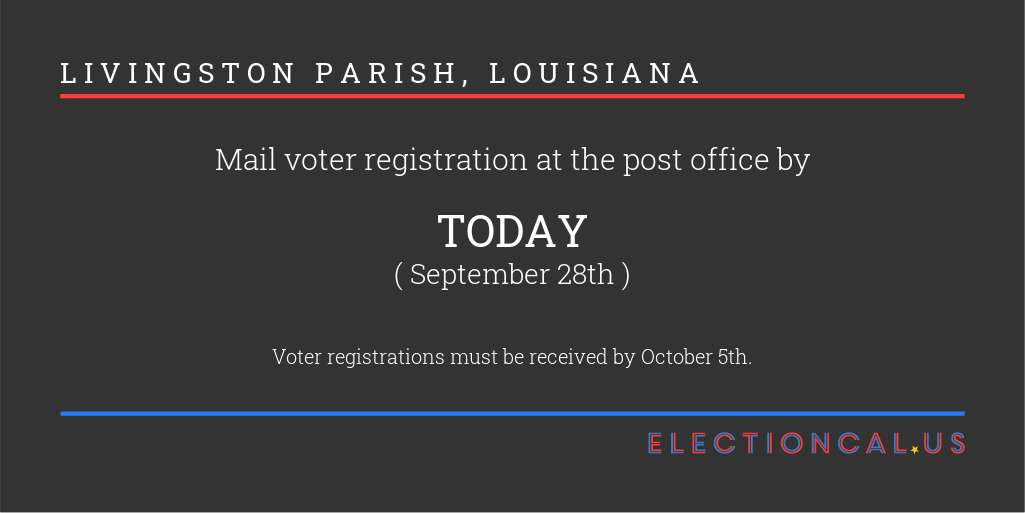 LIVINGSTON PARISH, LOUISIANA
Mail voter registration at the post office by
TODAY
( September 28th )
Voter registrations must be received by October 5th.
ELECTIONCAL.US